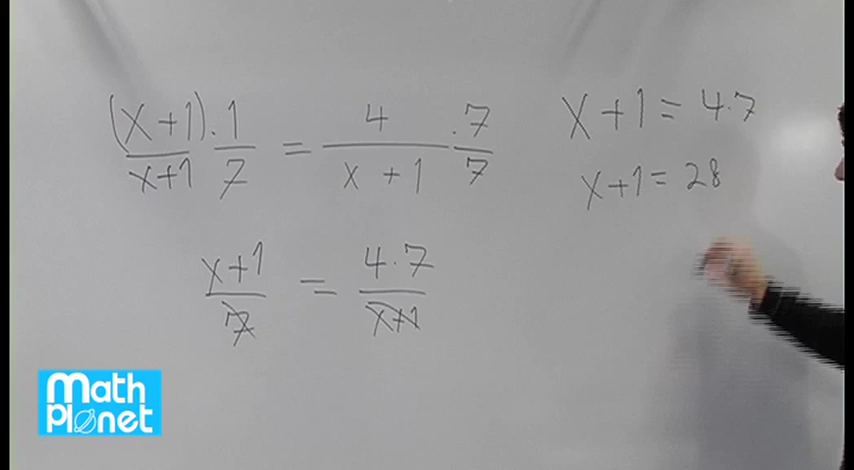 (x+1) · 1 / x+1 7 = 4 / x+1 · 7 / 7
x+1 = 4·7
x+1 = 28
x+1 / 7 = 4·7 / x+1
Math
Planet